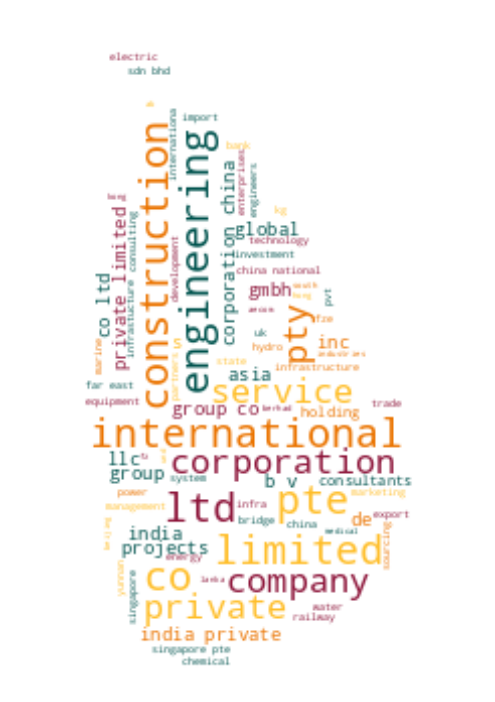 electric
sdn bhd
import
international
construction
engineering
bank
enterprises
engineers
corporation china
kg
global
technology
investment
china national
private limited
consulting
co ltd
infrastucture
development
gmbh
south
pvt
aecom
fze
uk
pty
inc
hydro
industries
infrastructure
marine
partners
state
asia
far east
service
equipment
group co
berhad
holding
trade
international
llc
corporation
group
system
b v
consultants
power
management
ltd
infra
pte
marketing
de
export
bridge
china
medical
india
projects
energy
limited
sourcing
yunnan
singapore
co
lanka
company
private
water
railway
india private
singapore pte
chemical